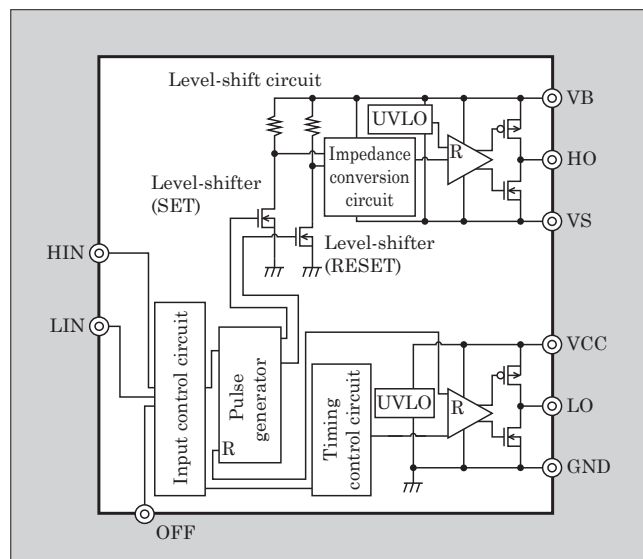 Level-shift circuit
VB
UVLO
R
Impedance
conversion
circuit
HO
Level-shifter
(SET)
VS
Level-shifter
(RESET)
HIN
LIN
Input control circuit
Pulse
generator
R
Timing
control circuit
VCC
UVLO
R
LO
GND
OFF